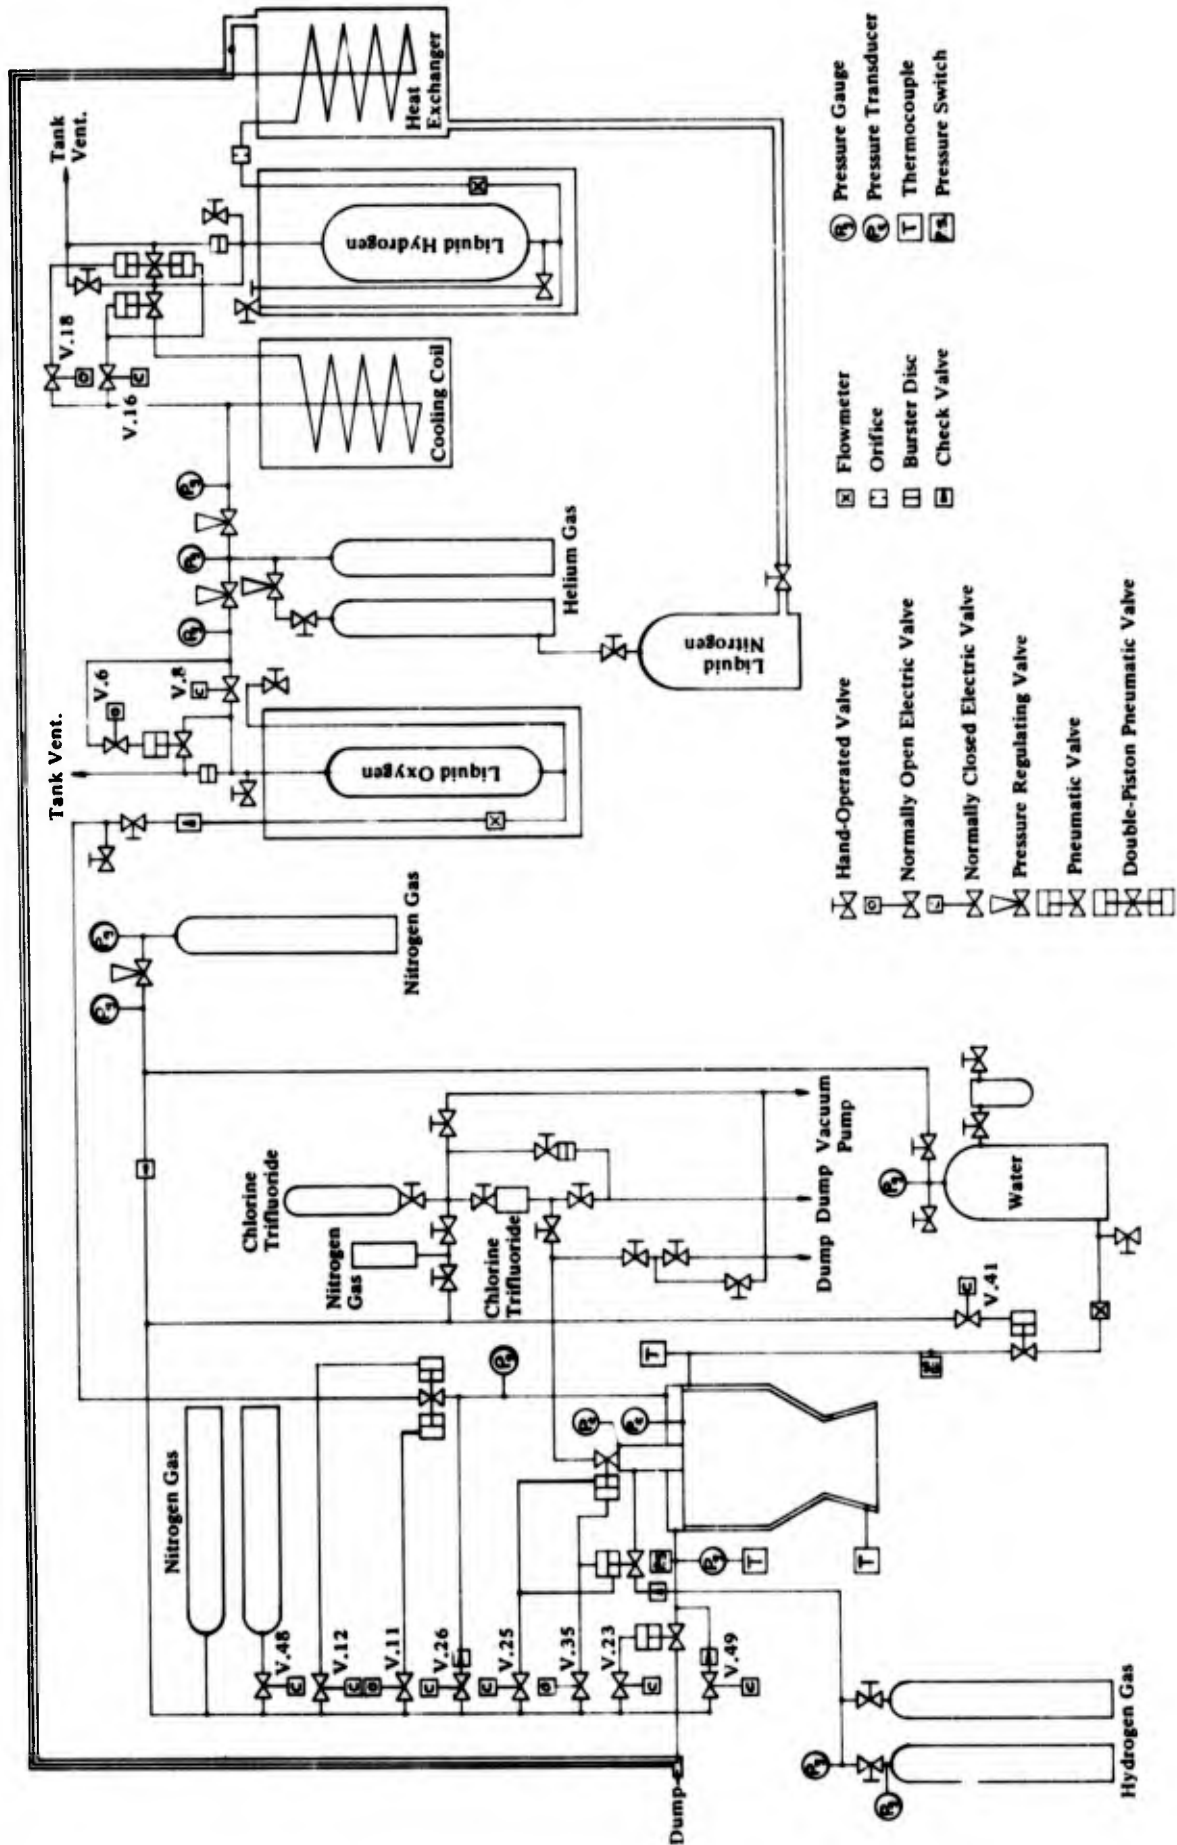 Tank
Vent.
V.18
V.16
Heat
Exchanger
Liquid Hydrogen
Cooling Coil
Helium Gas
Liquid
Nitrogen
V.6
V.8
Tank Vent.
Liquid Oxygen
Nitrogen Gas
Chlorine
Trifluoride
Nitrogen
Gas
Chlorine
Trifluoride
Vacuum
Pump
Dump
Dump
Water
V.41
Nitrogen Gas
V.48
V.12
V.11
V.26
V.25
V.35
V.23
V.49
Dump
Hydrogen Gas
Hand-Operated Valve
Normally Open Electric Valve
Normally Closed Electric Valve
Pressure Regulating Valve
Pneumatic Valve
Double-Piston Pneumatic Valve
Flowmeter
Orifice
Burster Disc
Check Valve
Pressure Gauge
Pressure Transducer
T Thermocouple
Pressure Switch